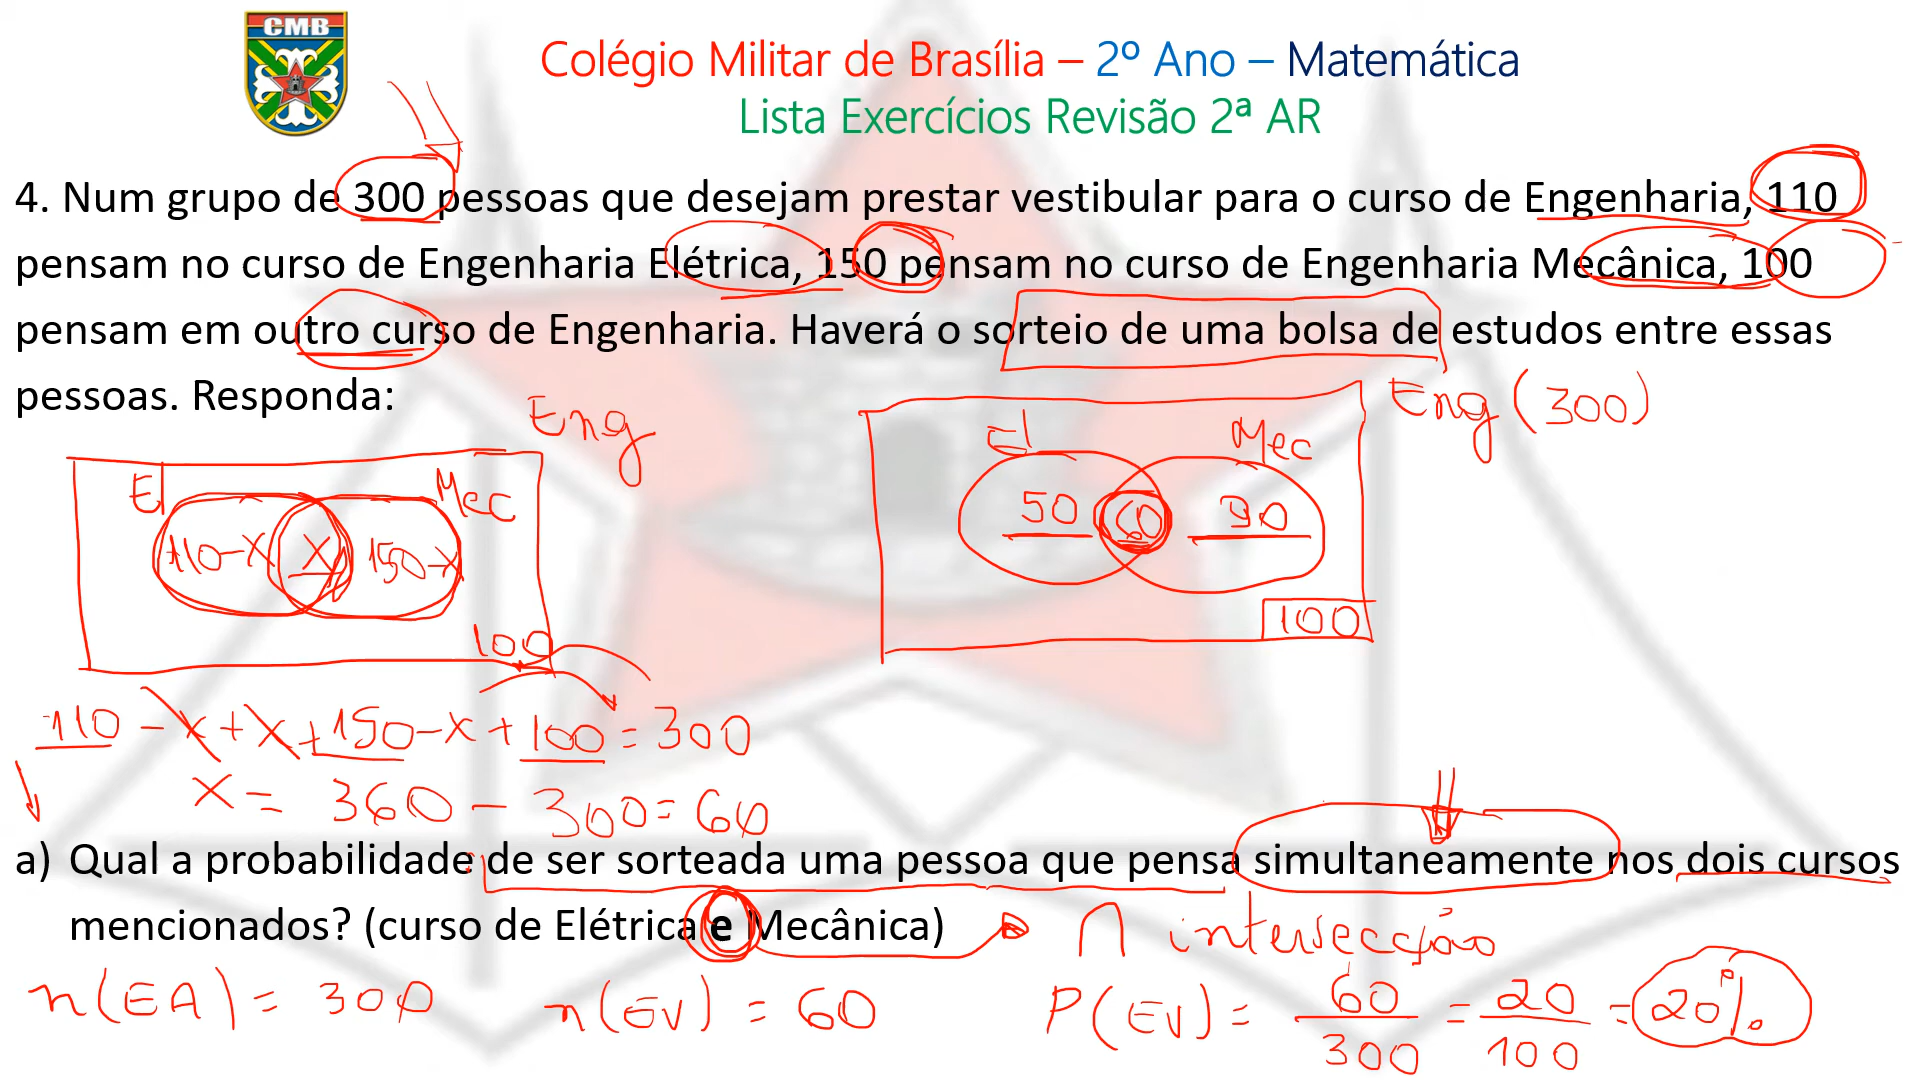 CMB
Colégio Militar de Brasília – 2º Ano – Matemática
Lista Exercícios Revisão 2ª AR
4. Num grupo de 300 pessoas que desejam prestar vestibular para o curso de Engenharia, 110
pensam no curso de Engenharia Elétrica, 150 pensam no curso de Engenharia Mecânica, 100
pensam em outro curso de Engenharia. Haverá o sorteio de uma bolsa de estudos entre essas
pessoas. Responda:
Eng
El Mec
110-x x 150-x
100
Eng (300)
El Mec
50 60 90
100
110 - x + x + 150 - x + 100 = 300
x = 360 - 300 = 60
a) Qual a probabilidade de ser sorteada uma pessoa que pensa simultaneamente nos dois cursos
mencionados? (curso de Elétrica e Mecânica)
∩ intersecção
n(EA) = 300 n(EV) = 60 P(EV) = 60/300 = 20/100 = 20%